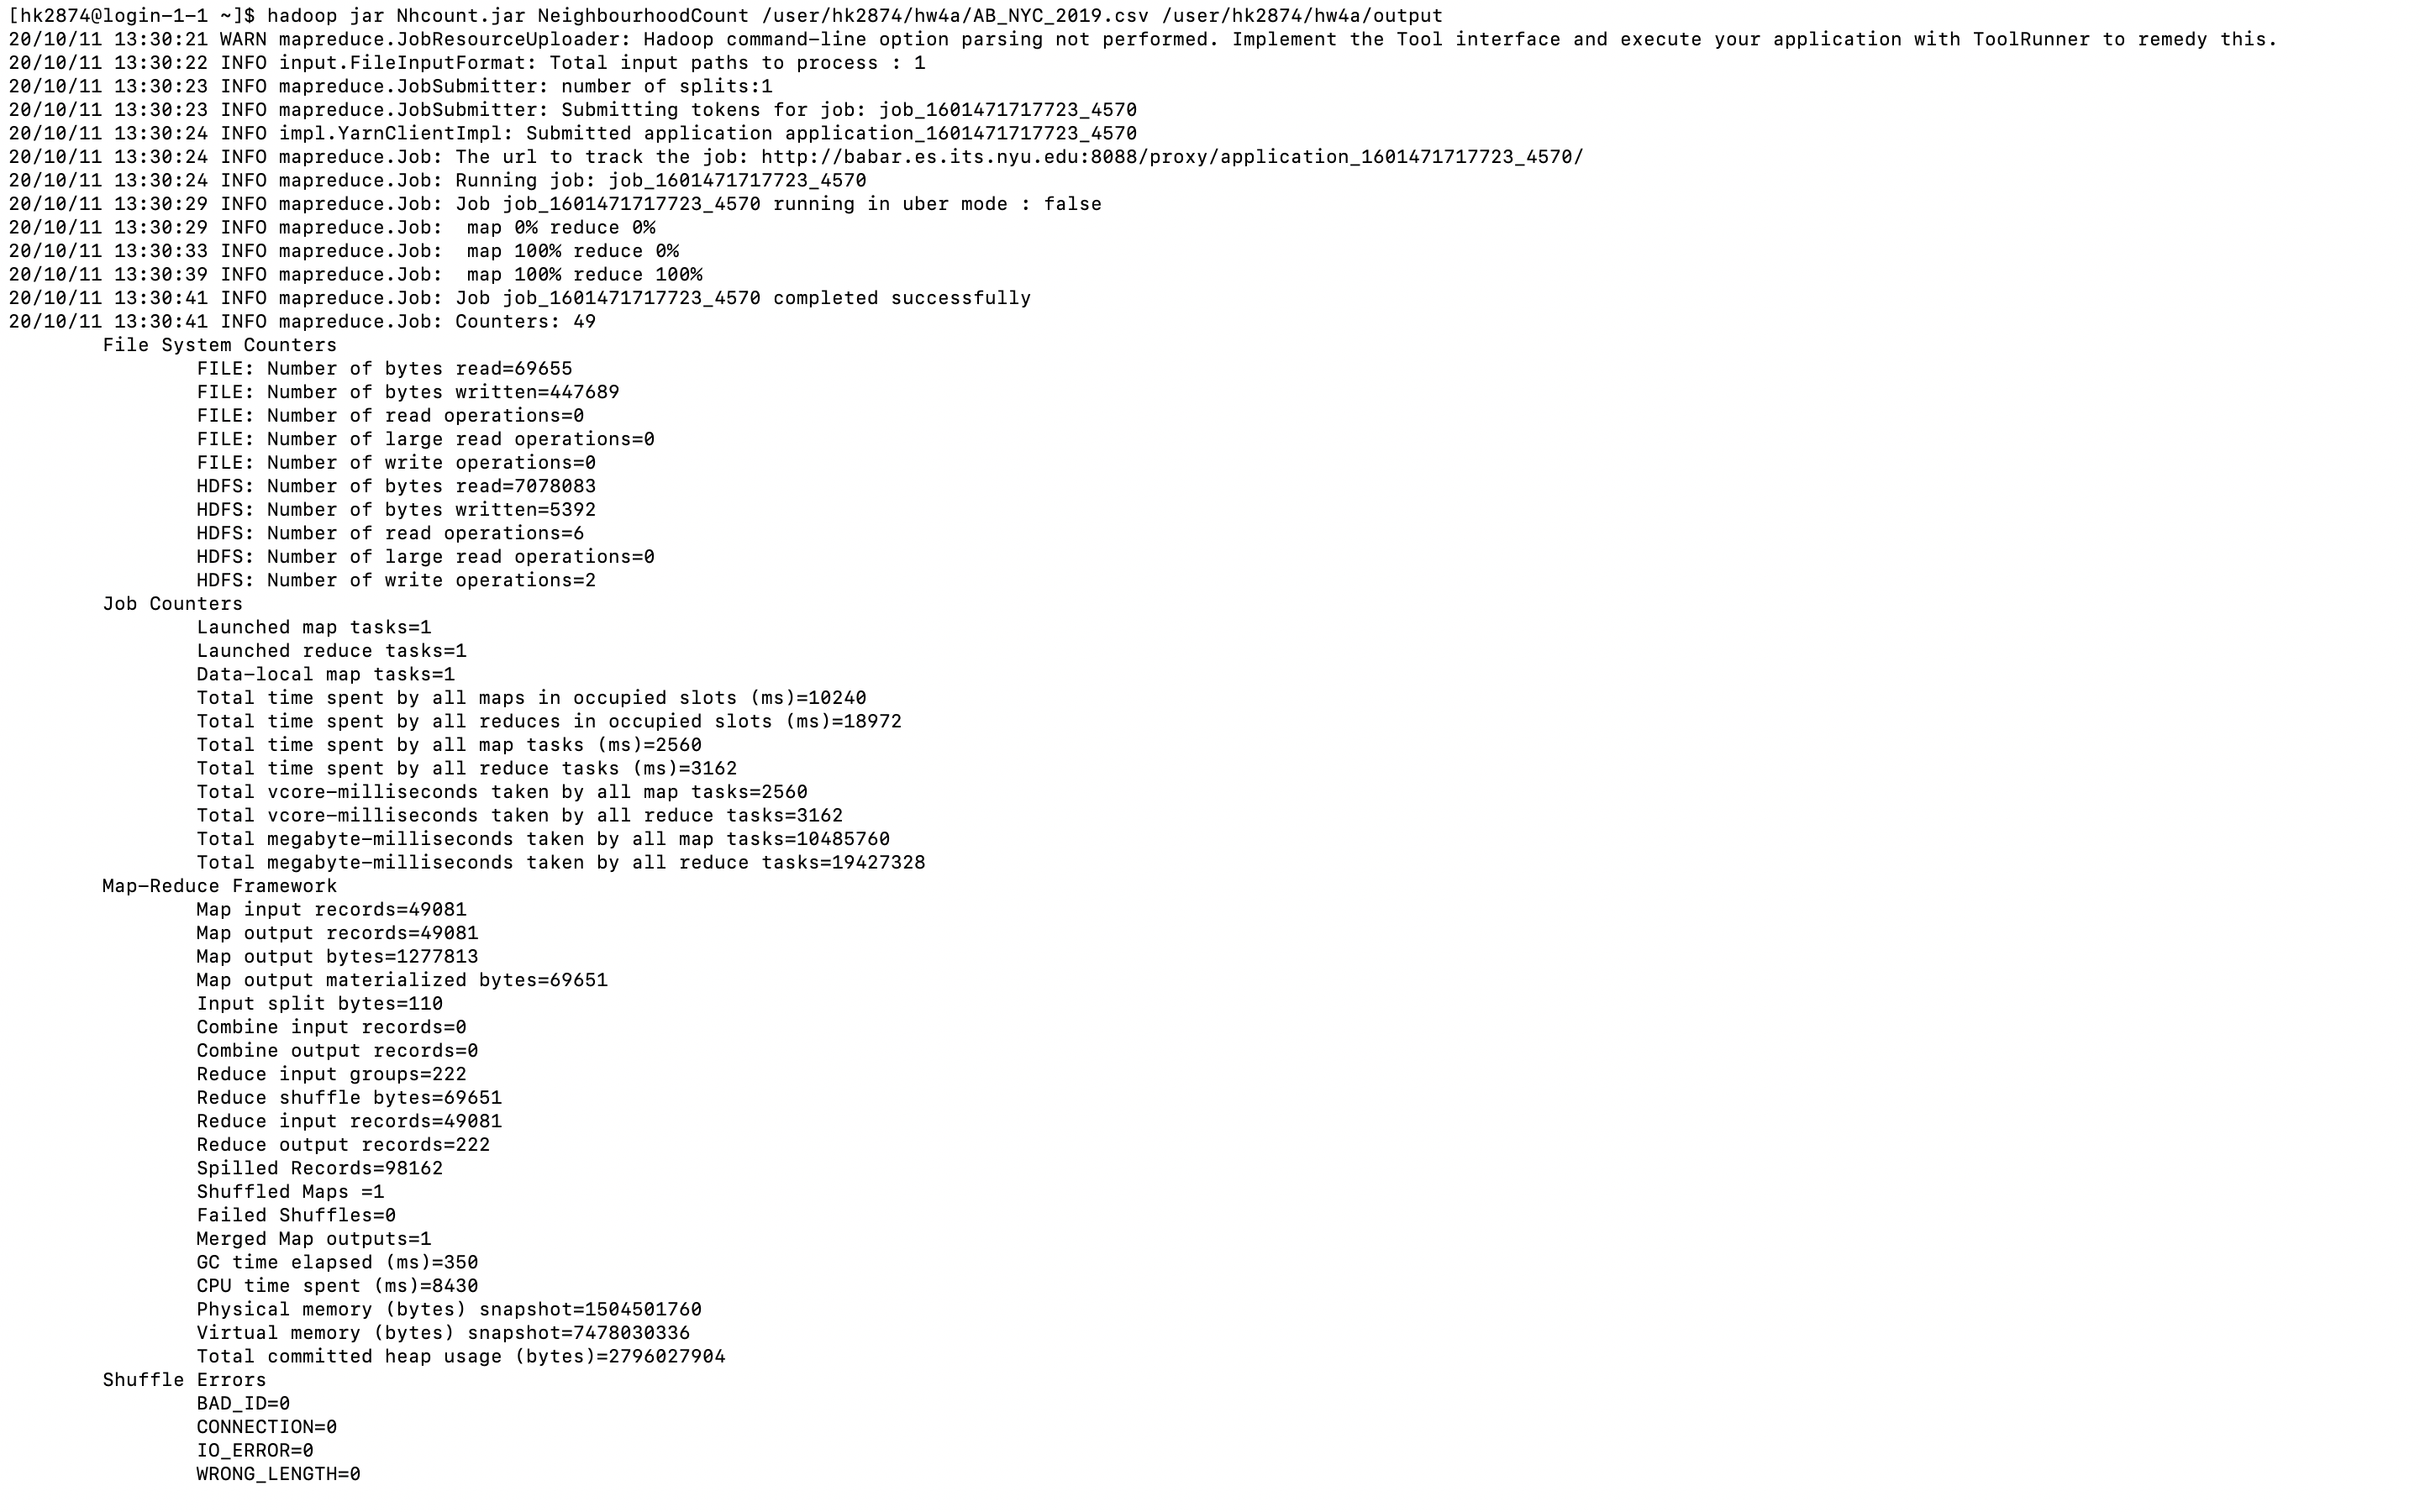 [hk2874@login-1-1 ~]$ hadoop jar Nhcount.jar NeighbourhoodCount /user/hk2874/hw4a/AB_NYC_2019.csv /user/hk2874/hw4a/output
20/10/11 13:30:21 WARN mapreduce.JobResourceUploader: Hadoop command-line option parsing not performed. Implement the Tool interface and execute your application with ToolRunner to remedy this.
20/10/11 13:30:22 INFO input.FileInputFormat: Total input paths to process : 1
20/10/11 13:30:23 INFO mapreduce.JobSubmitter: number of splits:1
20/10/11 13:30:23 INFO mapreduce.JobSubmitter: Submitting tokens for job: job_1601471717723_4570
20/10/11 13:30:24 INFO impl.YarnClientImpl: Submitted application application_1601471717723_4570
20/10/11 13:30:24 INFO mapreduce.Job: The url to track the job: http://babar.es.its.nyu.edu:8088/proxy/application_1601471717723_4570/
20/10/11 13:30:24 INFO mapreduce.Job: Running job: job_1601471717723_4570
20/10/11 13:30:29 INFO mapreduce.Job: Job job_1601471717723_4570 running in uber mode : false
20/10/11 13:30:29 INFO mapreduce.Job:  map 0% reduce 0%
20/10/11 13:30:33 INFO mapreduce.Job:  map 100% reduce 0%
20/10/11 13:30:39 INFO mapreduce.Job:  map 100% reduce 100%
20/10/11 13:30:41 INFO mapreduce.Job: Job job_1601471717723_4570 completed successfully
20/10/11 13:30:41 INFO mapreduce.Job: Counters: 49
File System Counters
FILE: Number of bytes read=69655
FILE: Number of bytes written=447689
FILE: Number of read operations=0
FILE: Number of large read operations=0
FILE: Number of write operations=0
HDFS: Number of bytes read=7078083
HDFS: Number of bytes written=5392
HDFS: Number of read operations=6
HDFS: Number of large read operations=0
HDFS: Number of write operations=2
Job Counters
Launched map tasks=1
Launched reduce tasks=1
Data-local map tasks=1
Total time spent by all maps in occupied slots (ms)=10240
Total time spent by all reduces in occupied slots (ms)=18972
Total time spent by all map tasks (ms)=2560
Total time spent by all reduce tasks (ms)=3162
Total vcore-milliseconds taken by all map tasks=2560
Total vcore-milliseconds taken by all reduce tasks=3162
Total megabyte-milliseconds taken by all map tasks=10485760
Total megabyte-milliseconds taken by all reduce tasks=19427328
Map-Reduce Framework
Map input records=49081
Map output records=49081
Map output bytes=1277813
Map output materialized bytes=69651
Input split bytes=110
Combine input records=0
Combine output records=0
Reduce input groups=222
Reduce shuffle bytes=69651
Reduce input records=49081
Reduce output records=222
Spilled Records=98162
Shuffled Maps =1
Failed Shuffles=0
Merged Map outputs=1
GC time elapsed (ms)=350
CPU time spent (ms)=8430
Physical memory (bytes) snapshot=1504501760
Virtual memory (bytes) snapshot=7478030336
Total committed heap usage (bytes)=2796027904
Shuffle Errors
BAD_ID=0
CONNECTION=0
IO_ERROR=0
WRONG_LENGTH=0